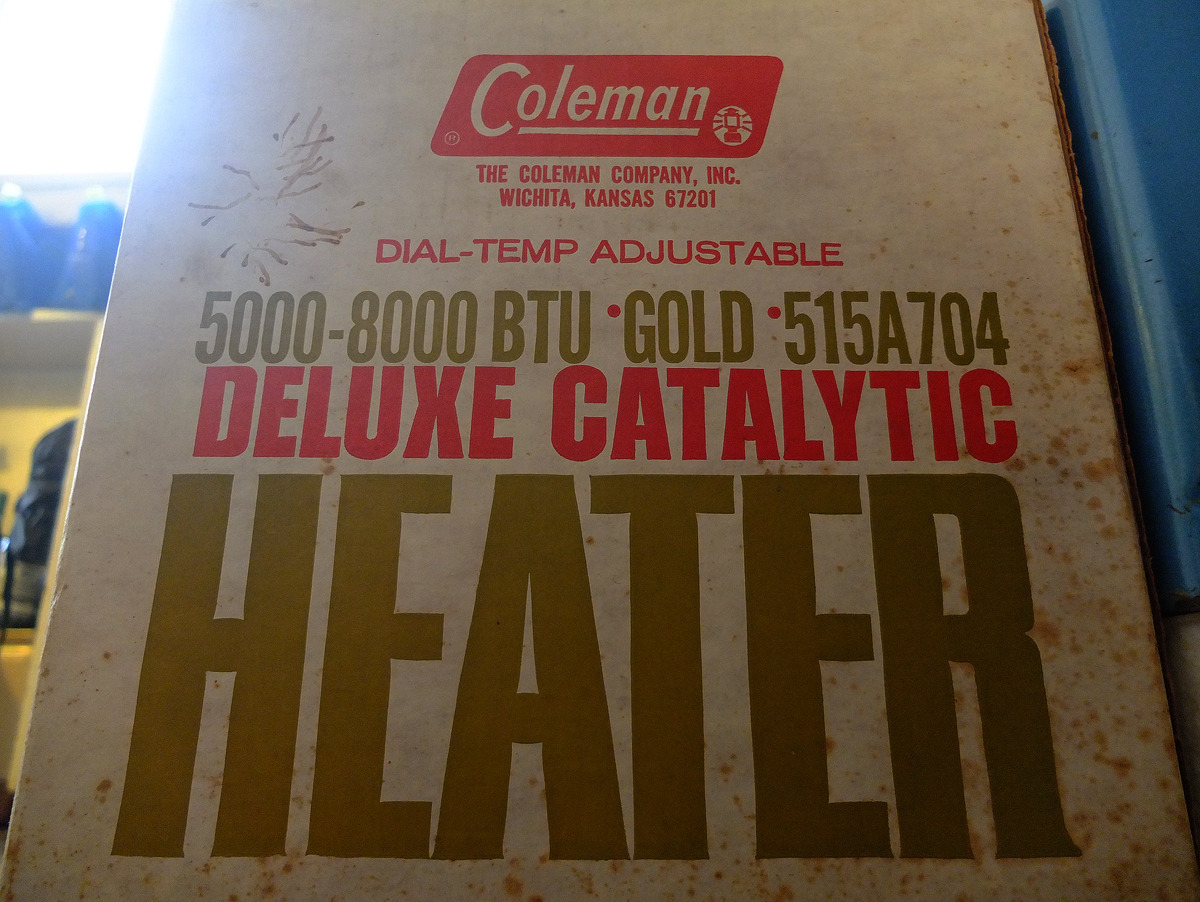 Coleman
®
THE COLEMAN COMPANY, INC.
WICHITA, KANSAS 67201
DIAL-TEMP ADJUSTABLE
5000-8000 BTU • GOLD • 515A704
DELUXE CATALYTIC
HEATER